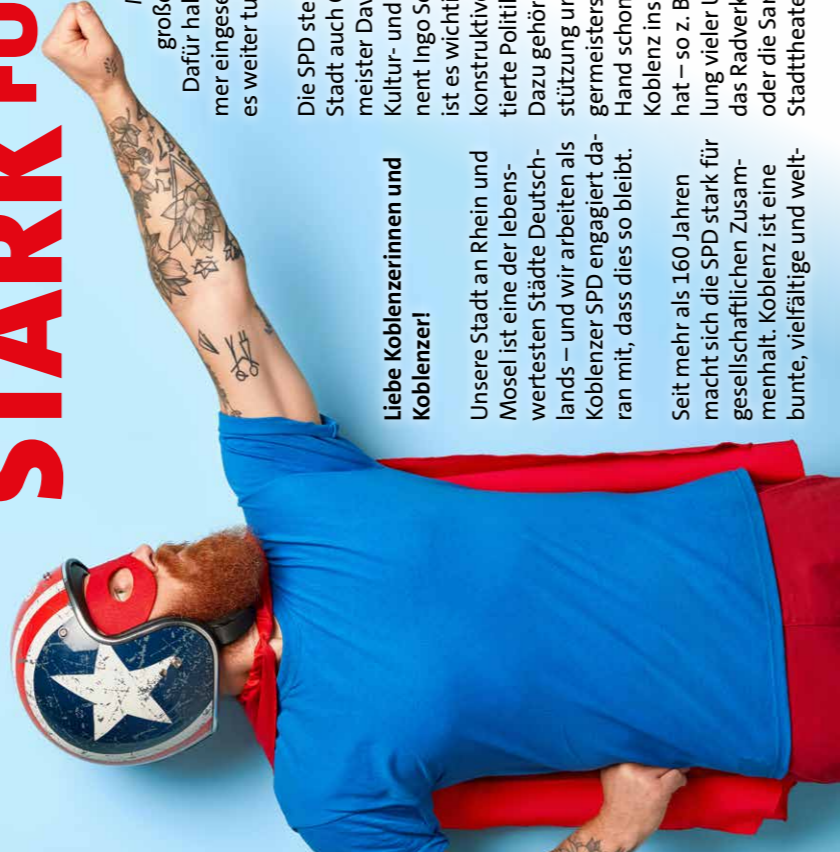 STARK FÜ
Liebe Koblenzerinnen und
Koblenzer!
Unsere Stadt an Rhein und
Mosel ist eine der lebens-
wertesten Städte Deutsch-
lands – und wir arbeiten als
Koblenzer SPD engagiert da-
ran mit, dass dies so bleibt.
Seit mehr als 160 Jahren
macht sich die SPD stark für
gesellschaftlichen Zusam-
menhalt. Koblenz ist eine
bunte, vielfältige und welt-
große
Dafür hal
mer eingese
es weiter tu
Die SPD ste
Stadt auch
meister Dav
Kultur- und
nent Ingo Sc
ist es wichti
konstruktive
tierte Politi
Dazu gehör
stützung un
germeisters
Hand schon
Koblenz ins
hat – so z. B
lung vieler
das Radverk
oder die San
Stadttheate